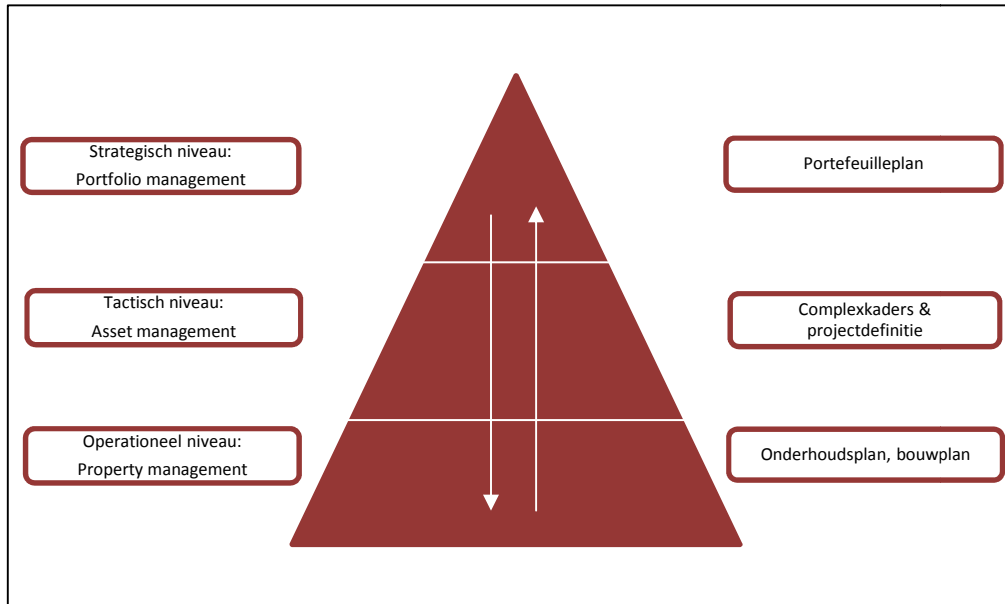 Strategisch niveau:
Portfolio management
Portefeuilleplan
Tactisch niveau:
Asset management
Complexkaders &
projectdefinitie
Operationeel niveau:
Property management
Onderhoudsplan, bouwplan